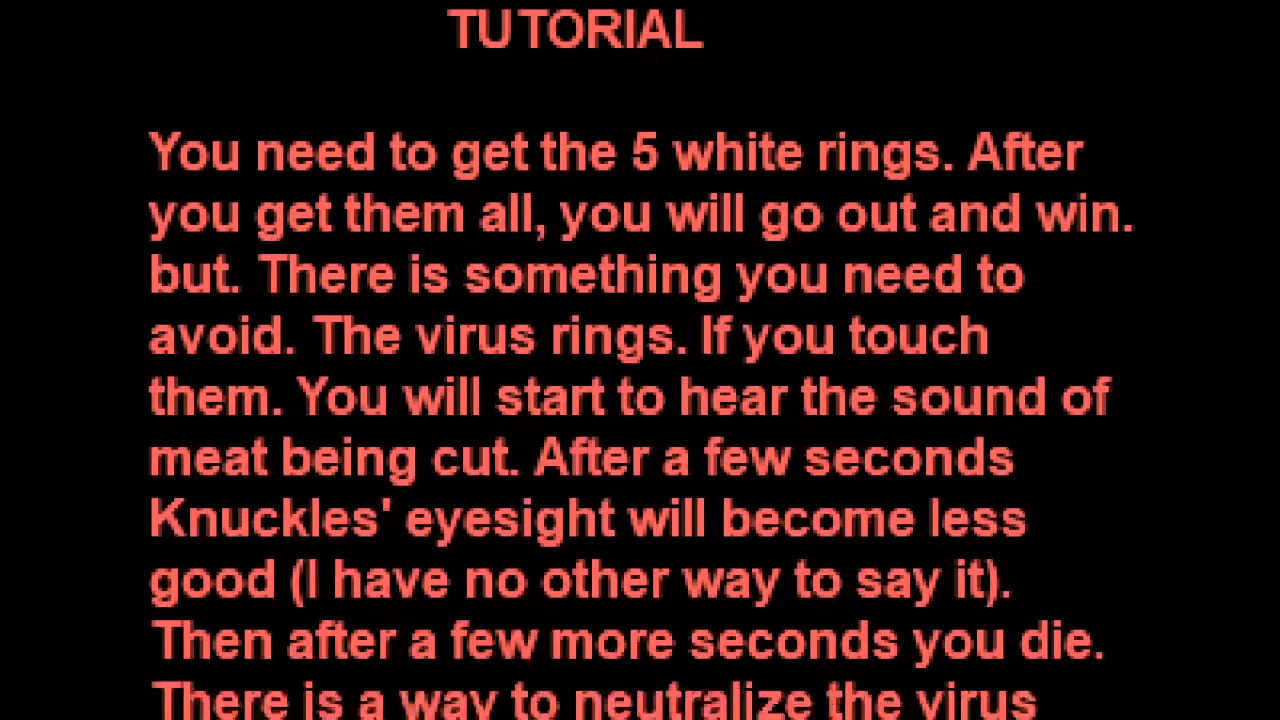 TUTORIAL
You need to get the 5 white rings. After
you get them all, you will go out and win.
but. There is something you need to
avoid. The virus rings. If you touch
them. You will start to hear the sound of
meat being cut. After a few seconds
Knuckles' eyesight will become less
good (I have no other way to say it).
Then after a few more seconds you die.
There is a way to neutralize the virus